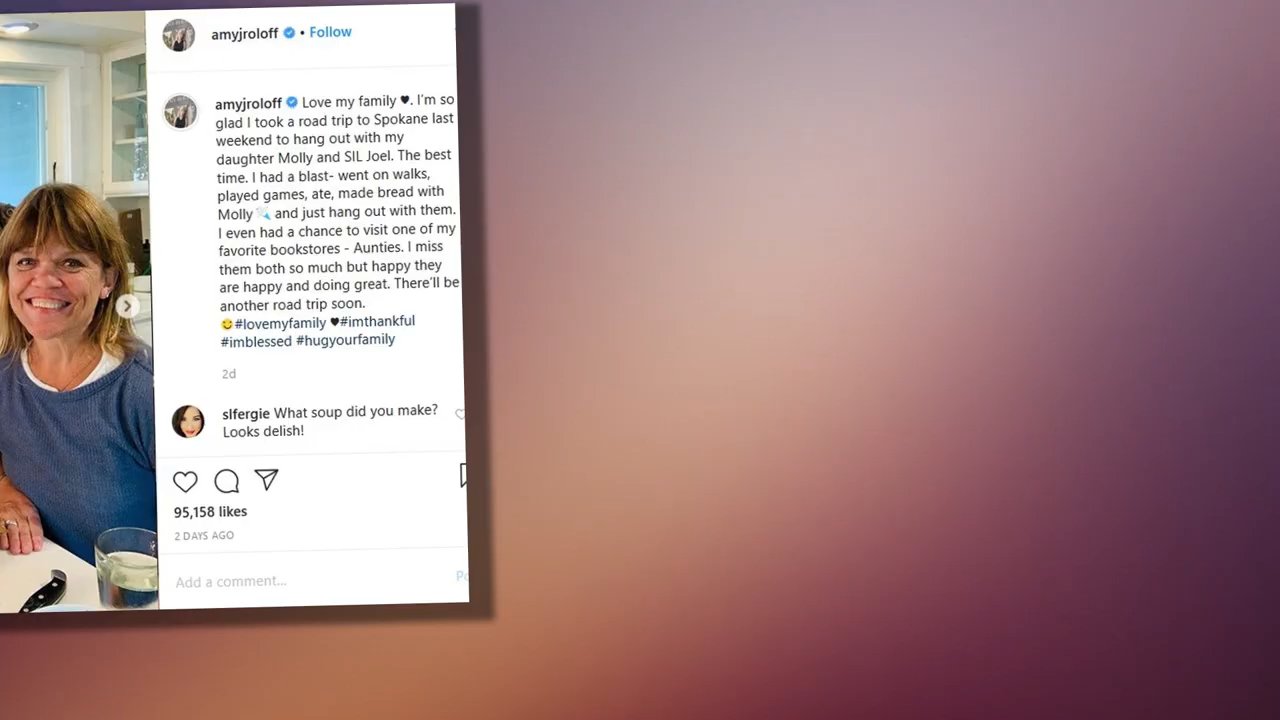 amyjroloff • Follow
amyjroloff Love my family 🖤. I'm so
glad I took a road trip to Spokane last
weekend to hang out with my
daughter Molly and SIL Joel. The best
time. I had a blast- went on walks,
played games, ate, made bread with
Molly and just hang out with them.
I even had a chance to visit one of my
favorite bookstores - Aunties. I miss
them both so much but happy they
are happy and doing great. There'll be
another road trip soon.
😊#lovemyfamily 🖤#imthankful
#imblessed #hugyourfamily
2d
slfergie What soup did you make?
Looks delish!
95,158 likes
2 DAYS AGO
Add a comment...